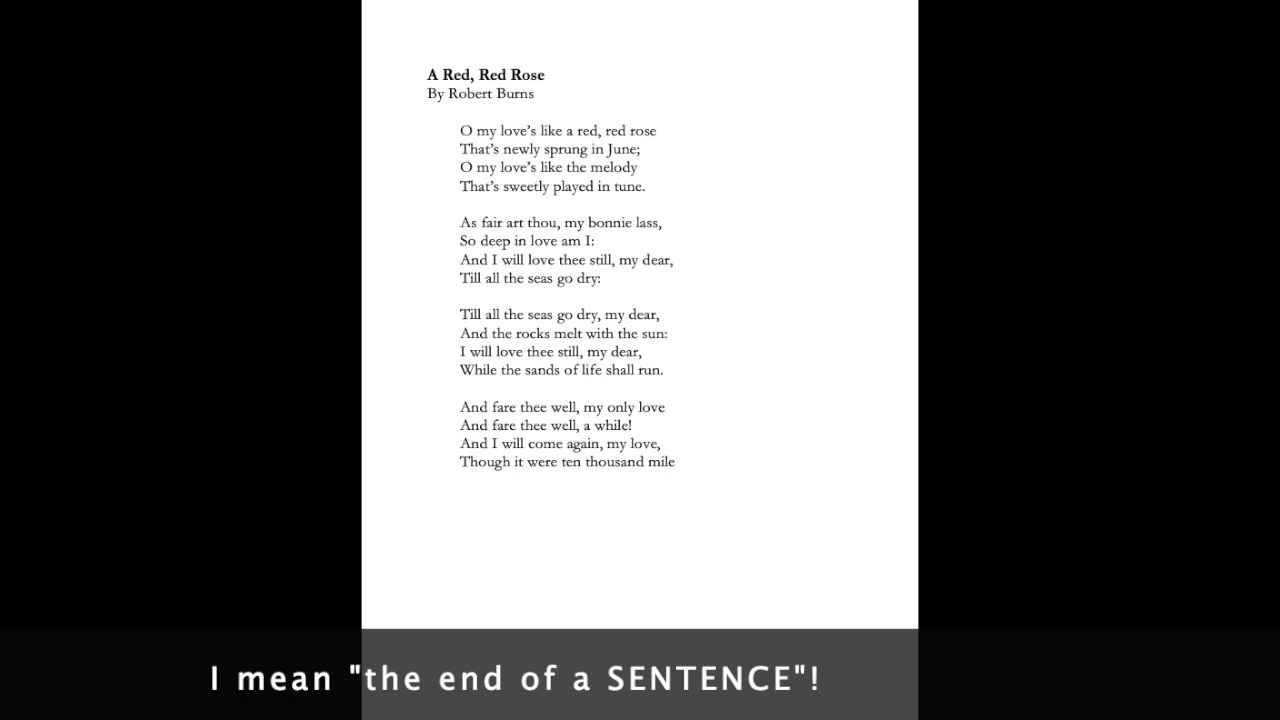 A Red, Red Rose
By Robert Burns
O my love’s like a red, red rose
That’s newly sprung in June;
O my love’s like the melody
That’s sweetly played in tune.
As fair art thou, my bonnie lass,
So deep in love am I:
And I will love thee still, my dear,
Till all the seas go dry:
Till all the seas go dry, my dear,
And the rocks melt with the sun:
I will love thee still, my dear,
While the sands of life shall run.
And fare thee well, my only love
And fare thee well, a while!
And I will come again, my love,
Though it were ten thousand mile
I mean "the end of a SENTENCE"!